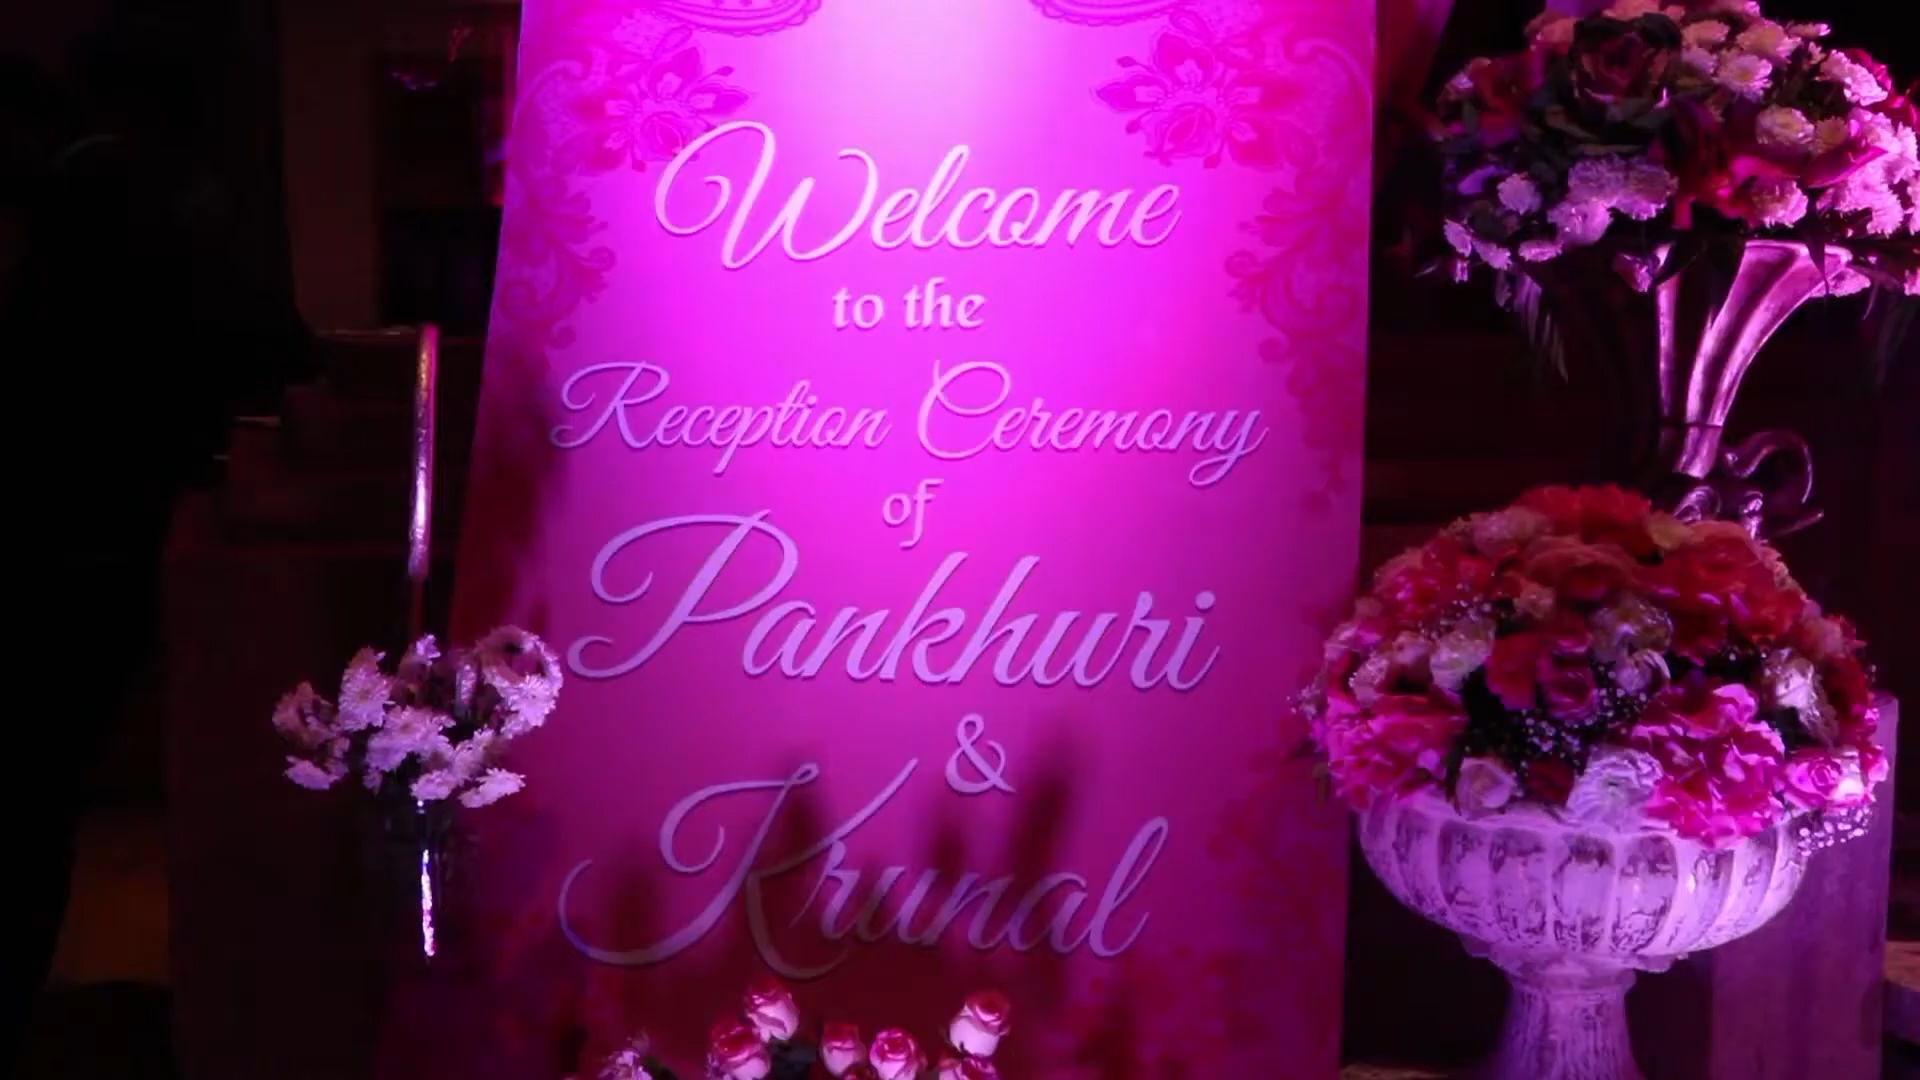 Welcome
to the
Reception Ceremony
of
Pankhuri
&
Krunal